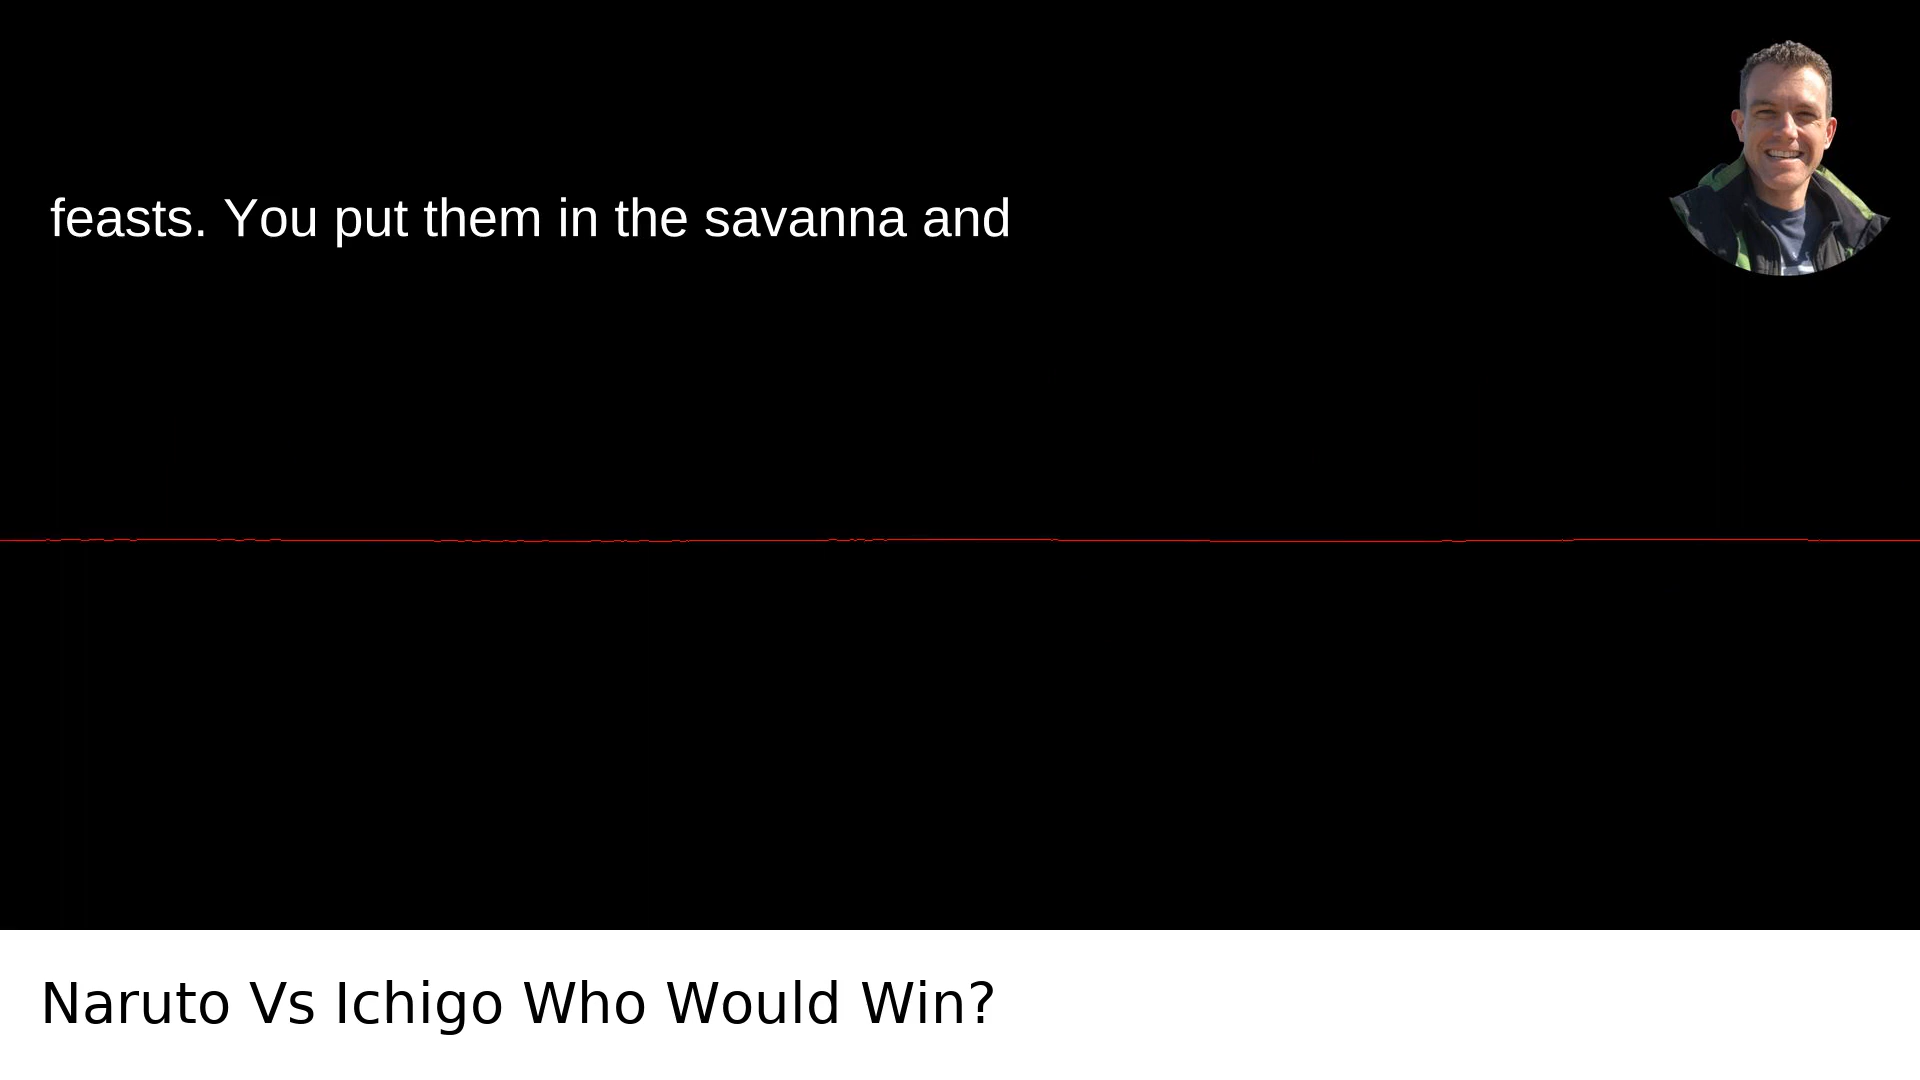 feasts. You put them in the savanna and
Naruto Vs Ichigo Who Would Win?